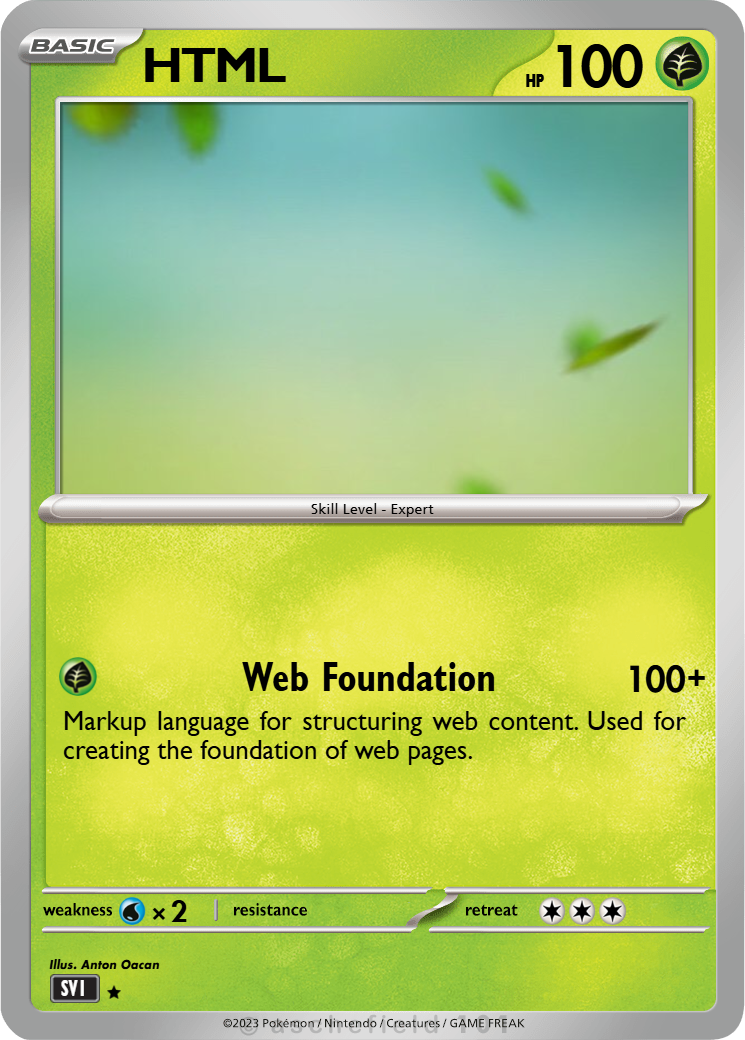 BASIC HTML HP 100
Skill Level - Expert
Web Foundation 100+
Markup language for structuring web content. Used for
creating the foundation of web pages.
weakness × 2 resistance retreat
Illus. Anton Oacan
SVI
©2023 Pokémon / Nintendo / Creatures / GAME FREAK